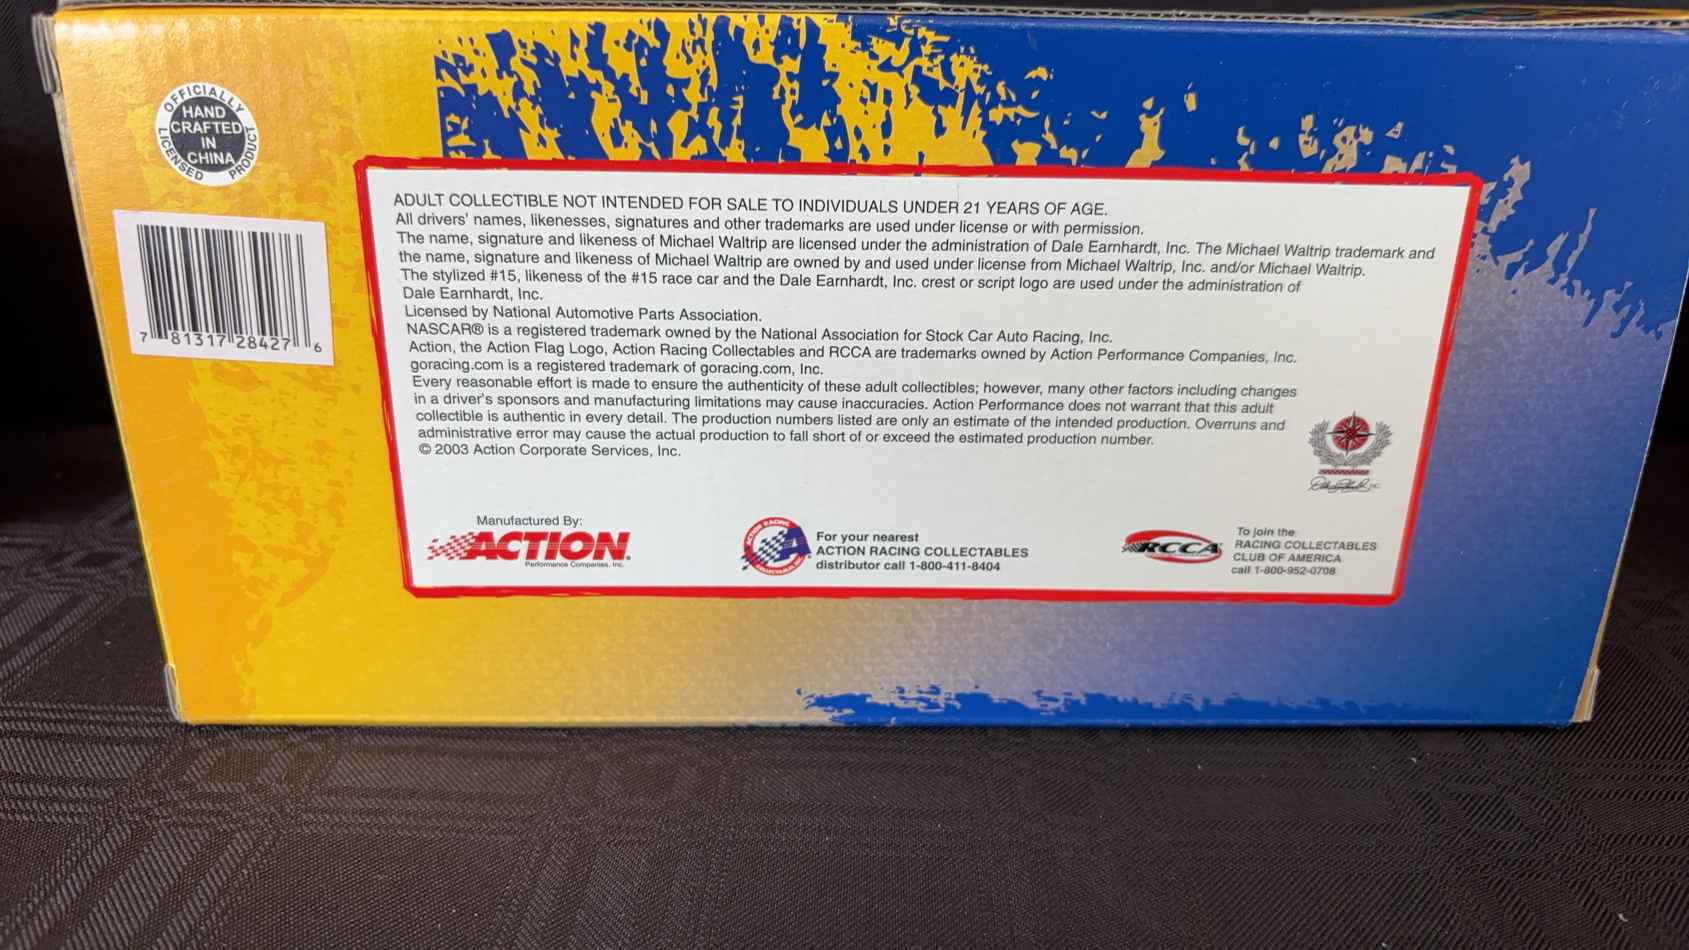 OFFICIALLY
LICENSED PRODUCT
HAND
CRAFTED
IN
CHINA
7 81317 28427 6
ADULT COLLECTIBLE NOT INTENDED FOR SALE TO INDIVIDUALS UNDER 21 YEARS OF AGE.
All drivers' names, likenesses, signatures and other trademarks are used under license or with permission.
The name, signature and likeness of Michael Waltrip are licensed under the administration of Dale Earnhardt, Inc. The Michael Waltrip trademark and
the name, signature and likeness of Michael Waltrip are owned by and used under license from Michael Waltrip, Inc. and/or Michael Waltrip.
The stylized #15, likeness of the #15 race car and the Dale Earnhardt, Inc. crest or script logo are used under the administration of
Dale Earnhardt, Inc.
Licensed by National Automotive Parts Association.
NASCAR® is a registered trademark owned by the National Association for Stock Car Auto Racing, Inc.
Action, the Action Flag Logo, Action Racing Collectables and RCCA are trademarks owned by Action Performance Companies, Inc.
goracing.com is a registered trademark of goracing.com, Inc.
Every reasonable effort is made to ensure the authenticity of these adult collectibles; however, many other factors including changes
in a driver's sponsors and manufacturing limitations may cause inaccuracies. Action Performance does not warrant that this adult
collectible is authentic in every detail. The production numbers listed are only an estimate of the intended production. Overruns and
administrative error may cause the actual production to fall short of or exceed the estimated production number.
© 2003 Action Corporate Services, Inc.
Manufactured By:
ACTION
Performance Companies, Inc.
ACTION RACING
A
For your nearest
ACTION RACING COLLECTABLES
distributor call 1-800-411-8404
RCCA
To join the
RACING COLLECTABLES
CLUB OF AMERICA
call 1-800-952-0708